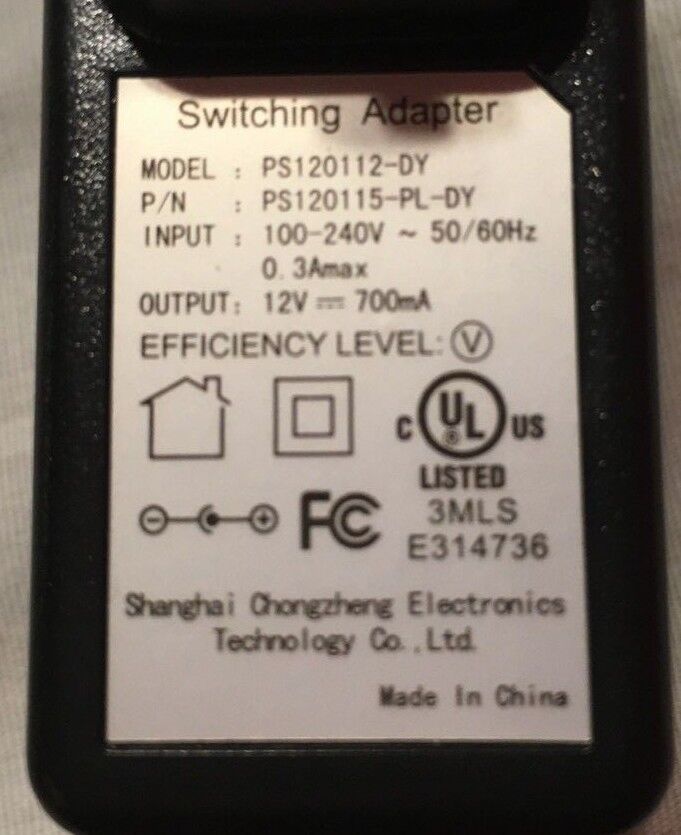 Switching Adapter
MODEL : PS120112-DY
P/N : PS120115-PL-DY
INPUT : 100-240V ~ 50/60Hz
0.3Amax
OUTPUT: 12V ⎓ 700mA
EFFICIENCY LEVEL: Ⓥ
C UL ® US
LISTED
FC
3MLS
E314736
Shanghai Chongzheng Electronics
Technology Co.,Ltd.
Made In China